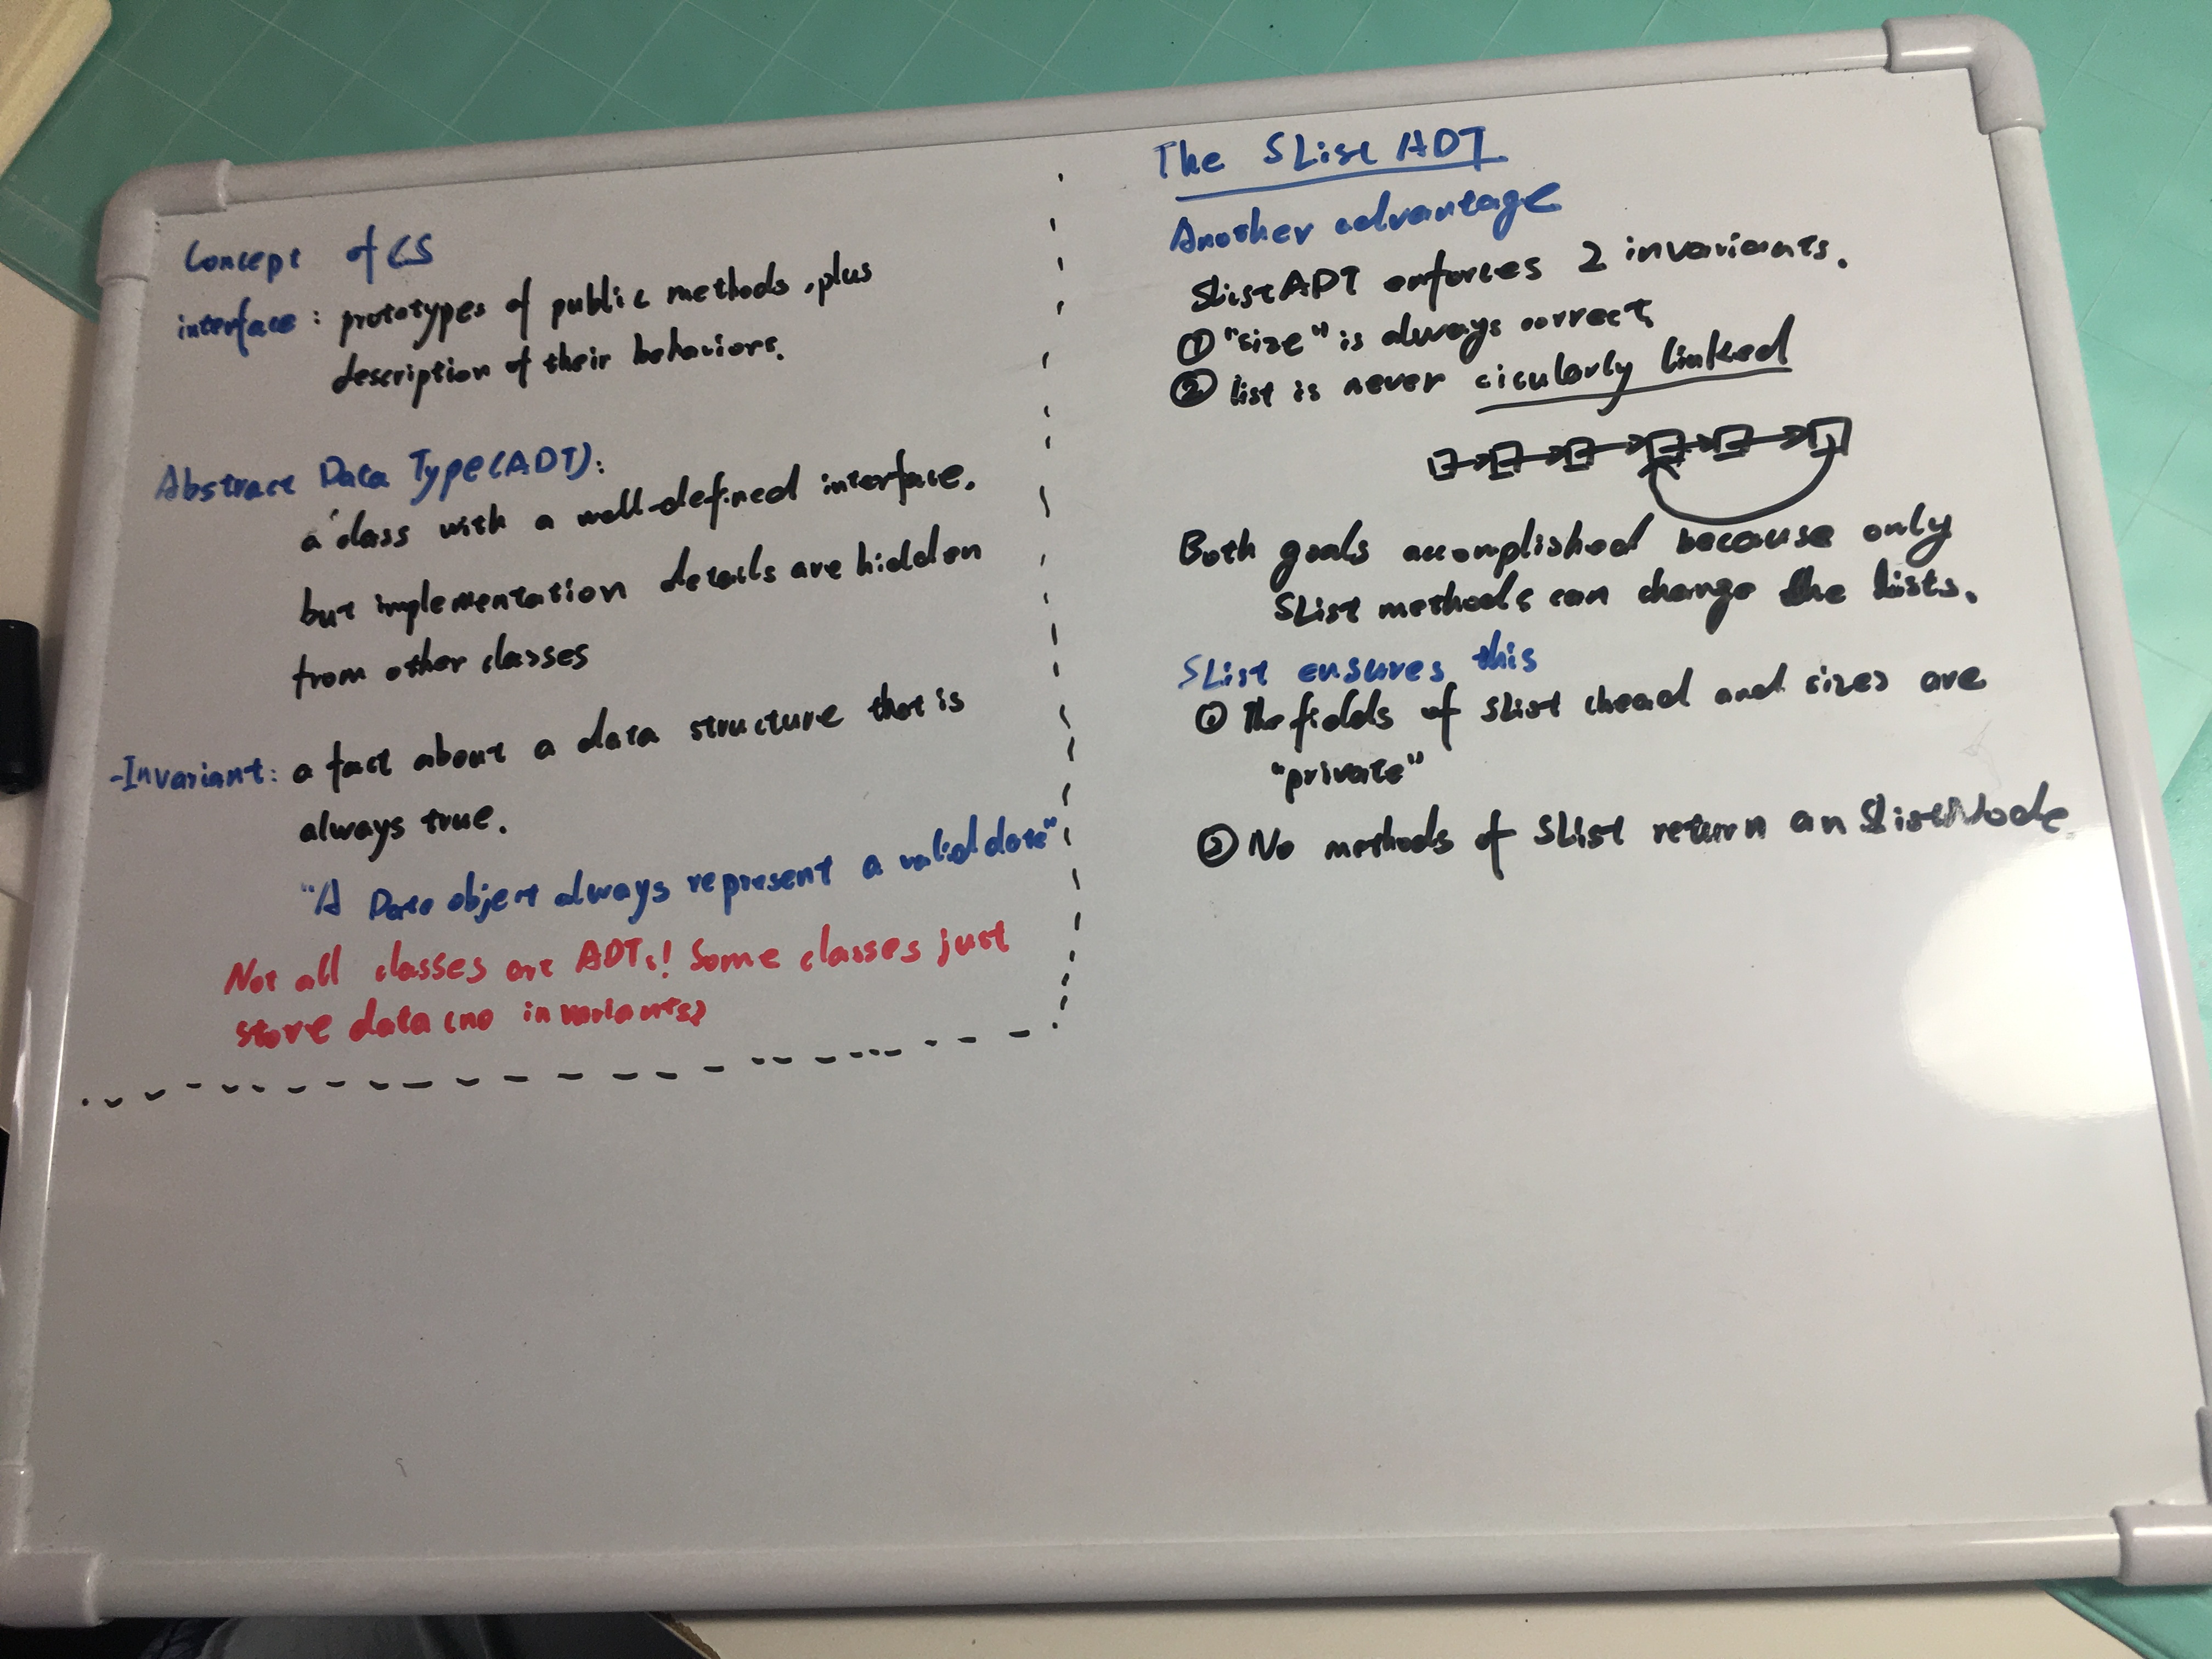 Concept of CS
interface: prototypes of public methods, plus
description of their behaviors.
Abstract Data Type(ADT):
a class with a well-defined interface.
but implementation details are hidden
from other classes
-Invariant: a fact about a data structure that is
always true.
"A Date object always represent a valid date"
Not all classes are ADTs! Some classes just
store data (no invariants)
The SList ADT
Another advantage
SList ADT enforces 2 invariants.
① "size" is always correct
② list is never cicularly linked
Both goals accomplished because only
SList methods can change the lists.
SList ensures this
① The fields of SList (head and size) are
"private"
② No methods of SList return an SListNode